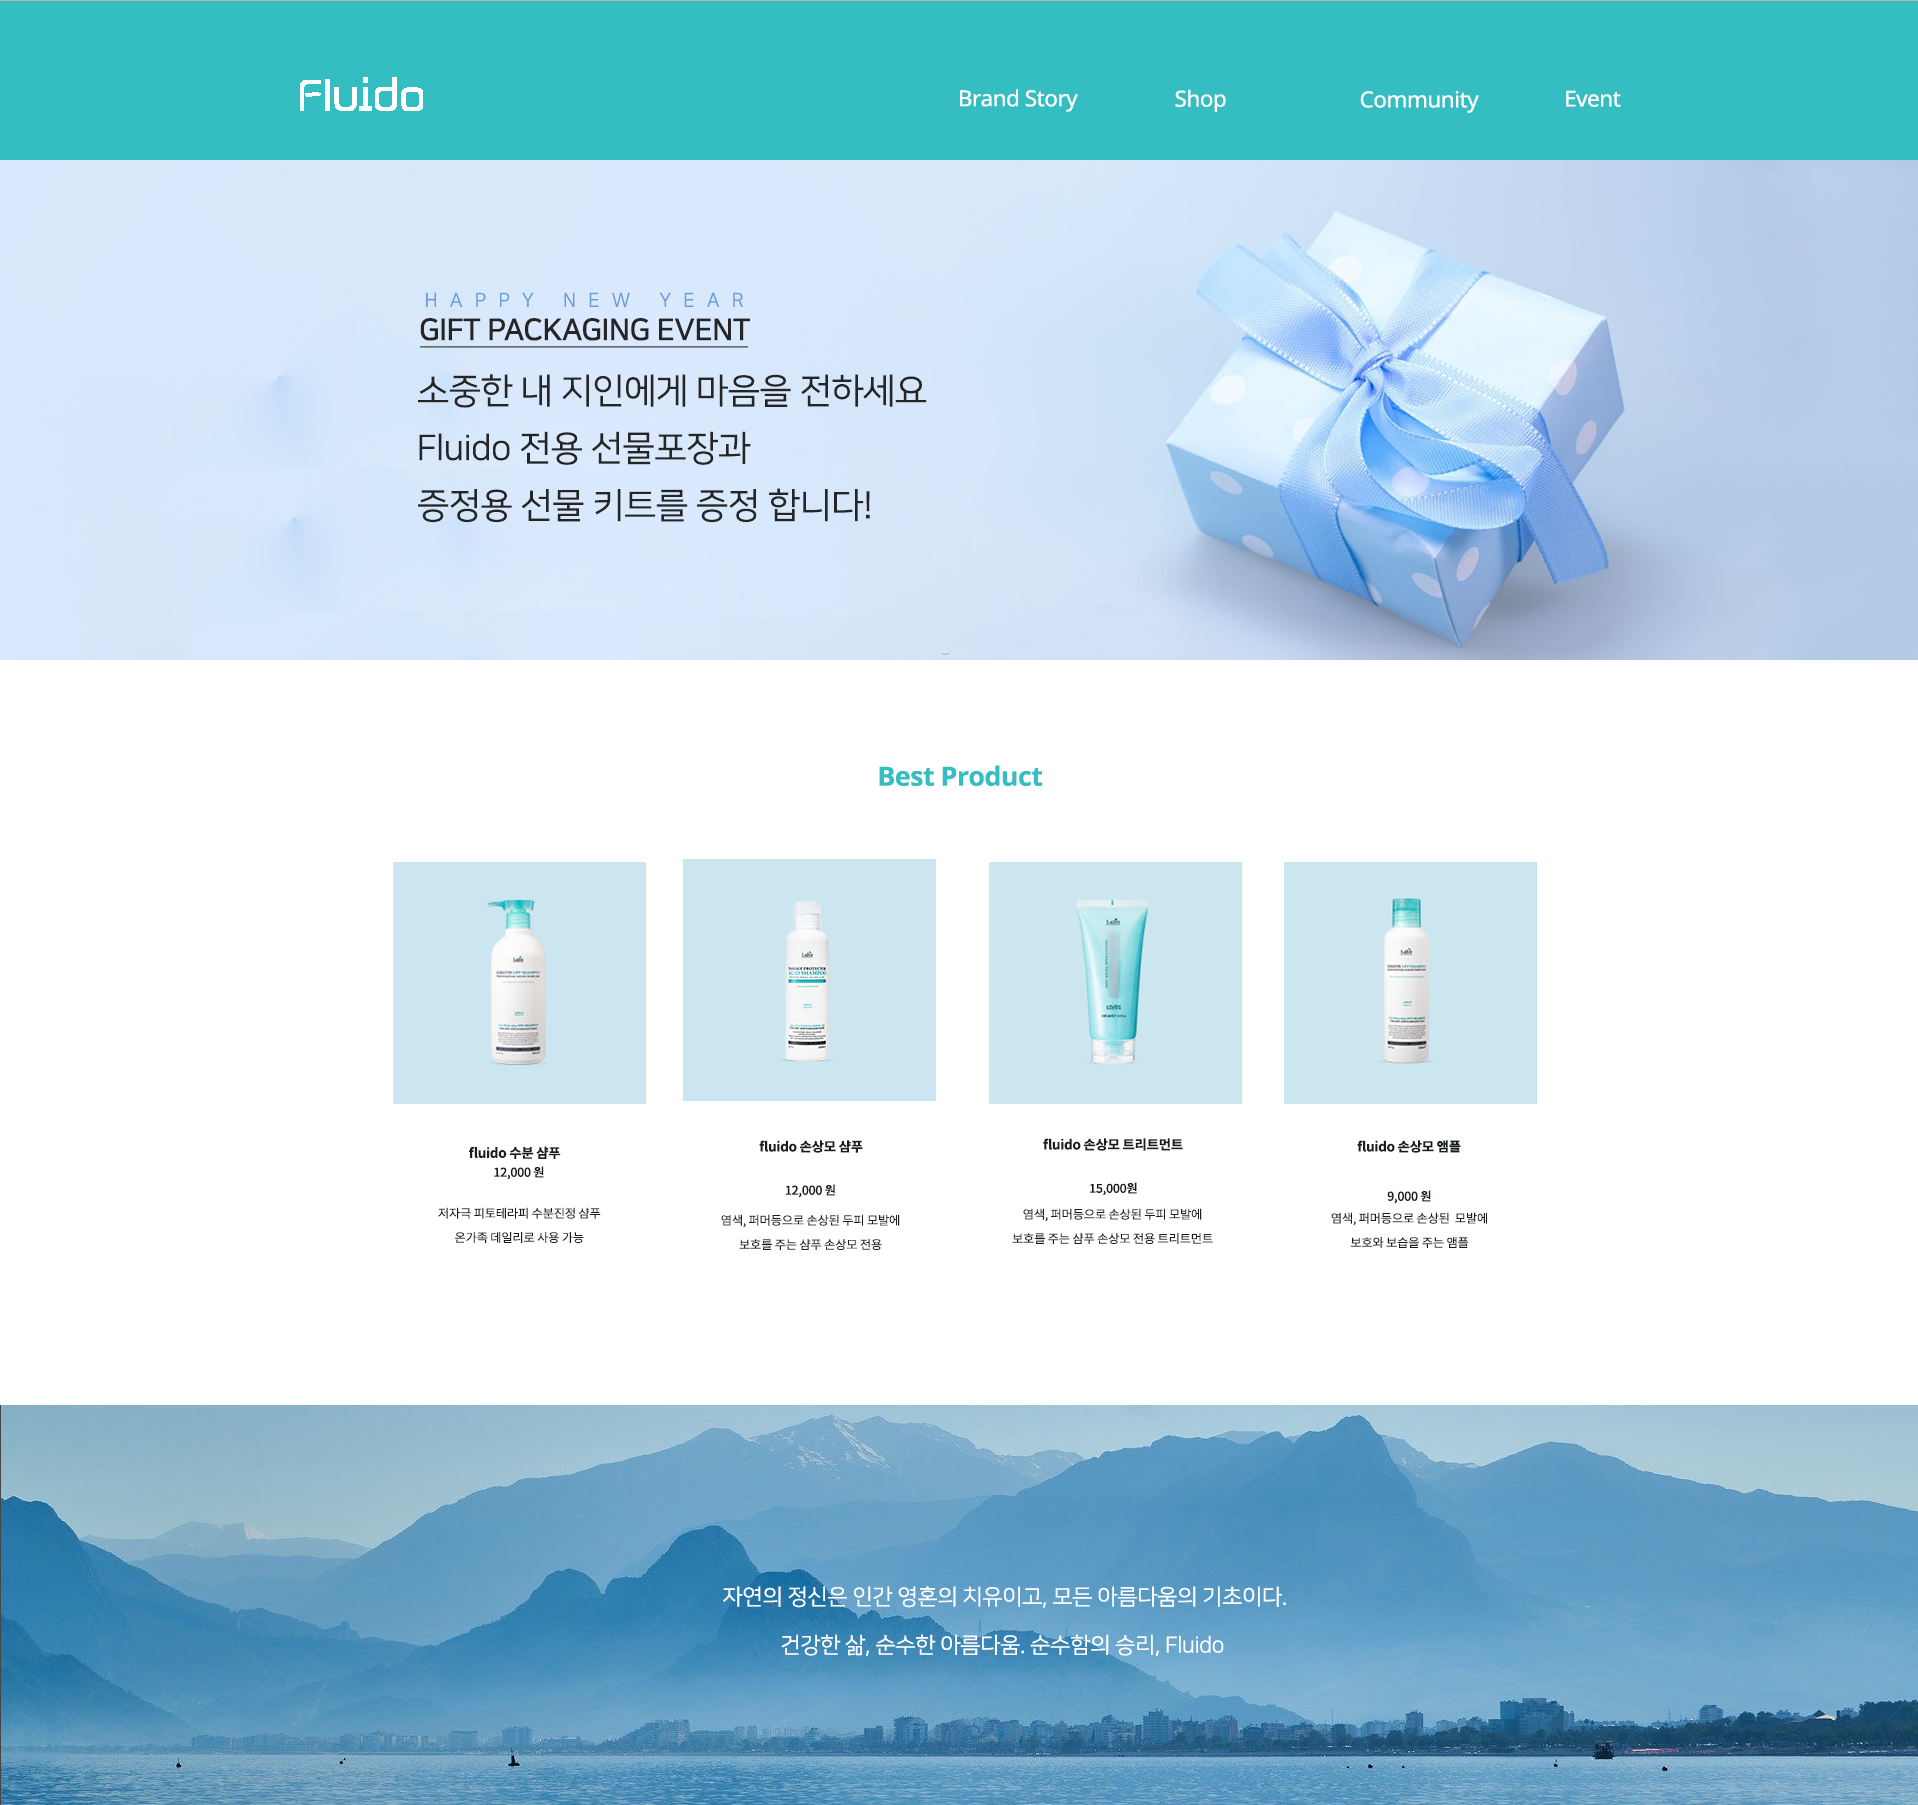 Fluido
Brand Story
Shop
Community
Event
HAPPY NEW YEAR
GIFT PACKAGING EVENT
소중한 내 지인에게 마음을 전하세요
Fluido 전용 선물포장과
증정용 선물 키트를 증정 합니다!
Best Product
fluido 수분 샴푸
12,000 원
저자극 피토테라피 수분진정 샴푸
온가족 데일리로 사용 가능
fluido 손상모 샴푸
12,000 원
염색, 퍼머등으로 손상된 두피 모발에
보호를 주는 샴푸 손상모 전용
fluido 손상모 트리트먼트
15,000원
염색, 퍼머등으로 손상된 두피 모발에
보호를 주는 샴푸 손상모 전용 트리트먼트
fluido 손상모 앰플
9,000 원
염색, 퍼머등으로 손상된 모발에
보호와 보습을 주는 앰플
자연의 정신은 인간 영혼의 치유이고, 모든 아름다움의 기초이다.
건강한 삶, 순수한 아름다움. 순수함의 승리, Fluido